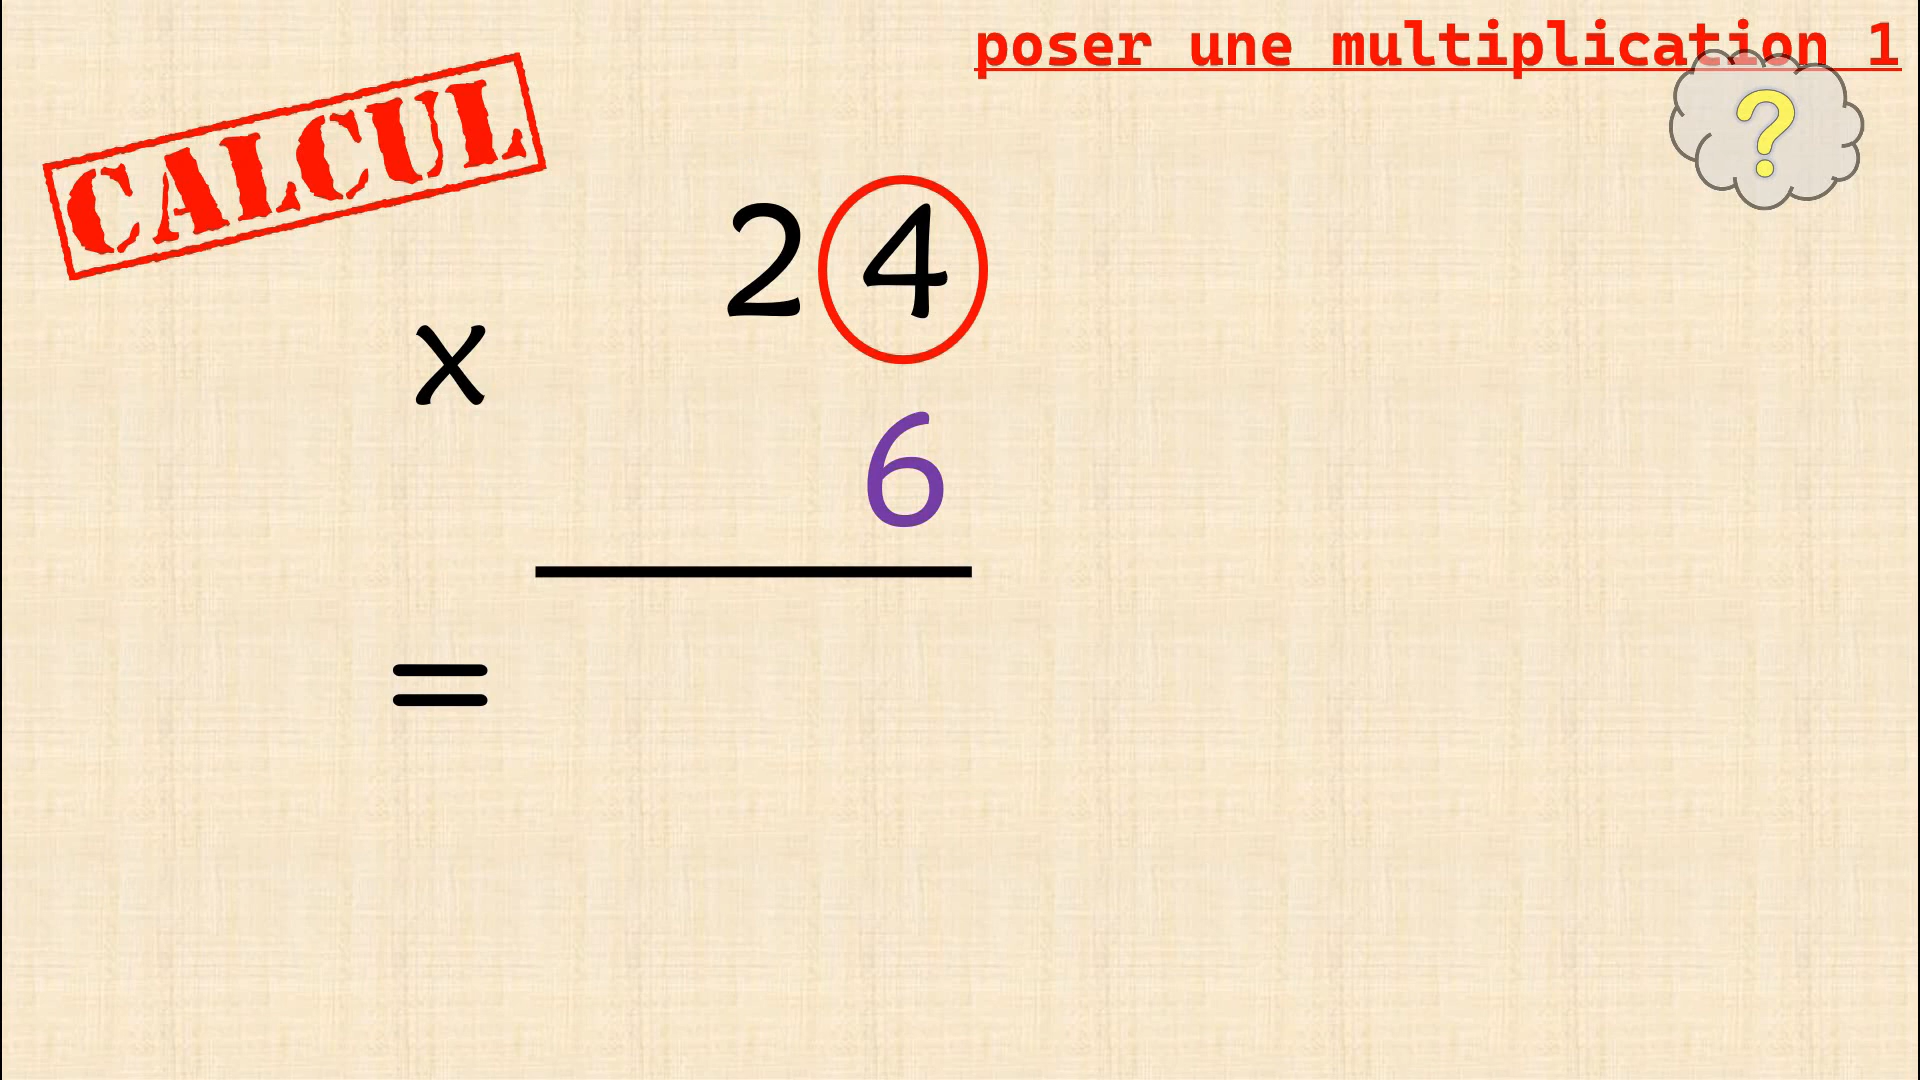 poser une multiplication 1
?
CALCUL
24
x
6
=